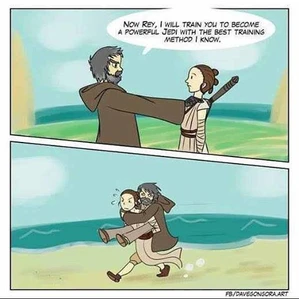 NOW REY, I WILL TRAIN YOU TO BECOME
A POWERFUL JEDI WITH THE BEST TRAINING
METHOD I KNOW.
FB/DAVESONSORA.ART